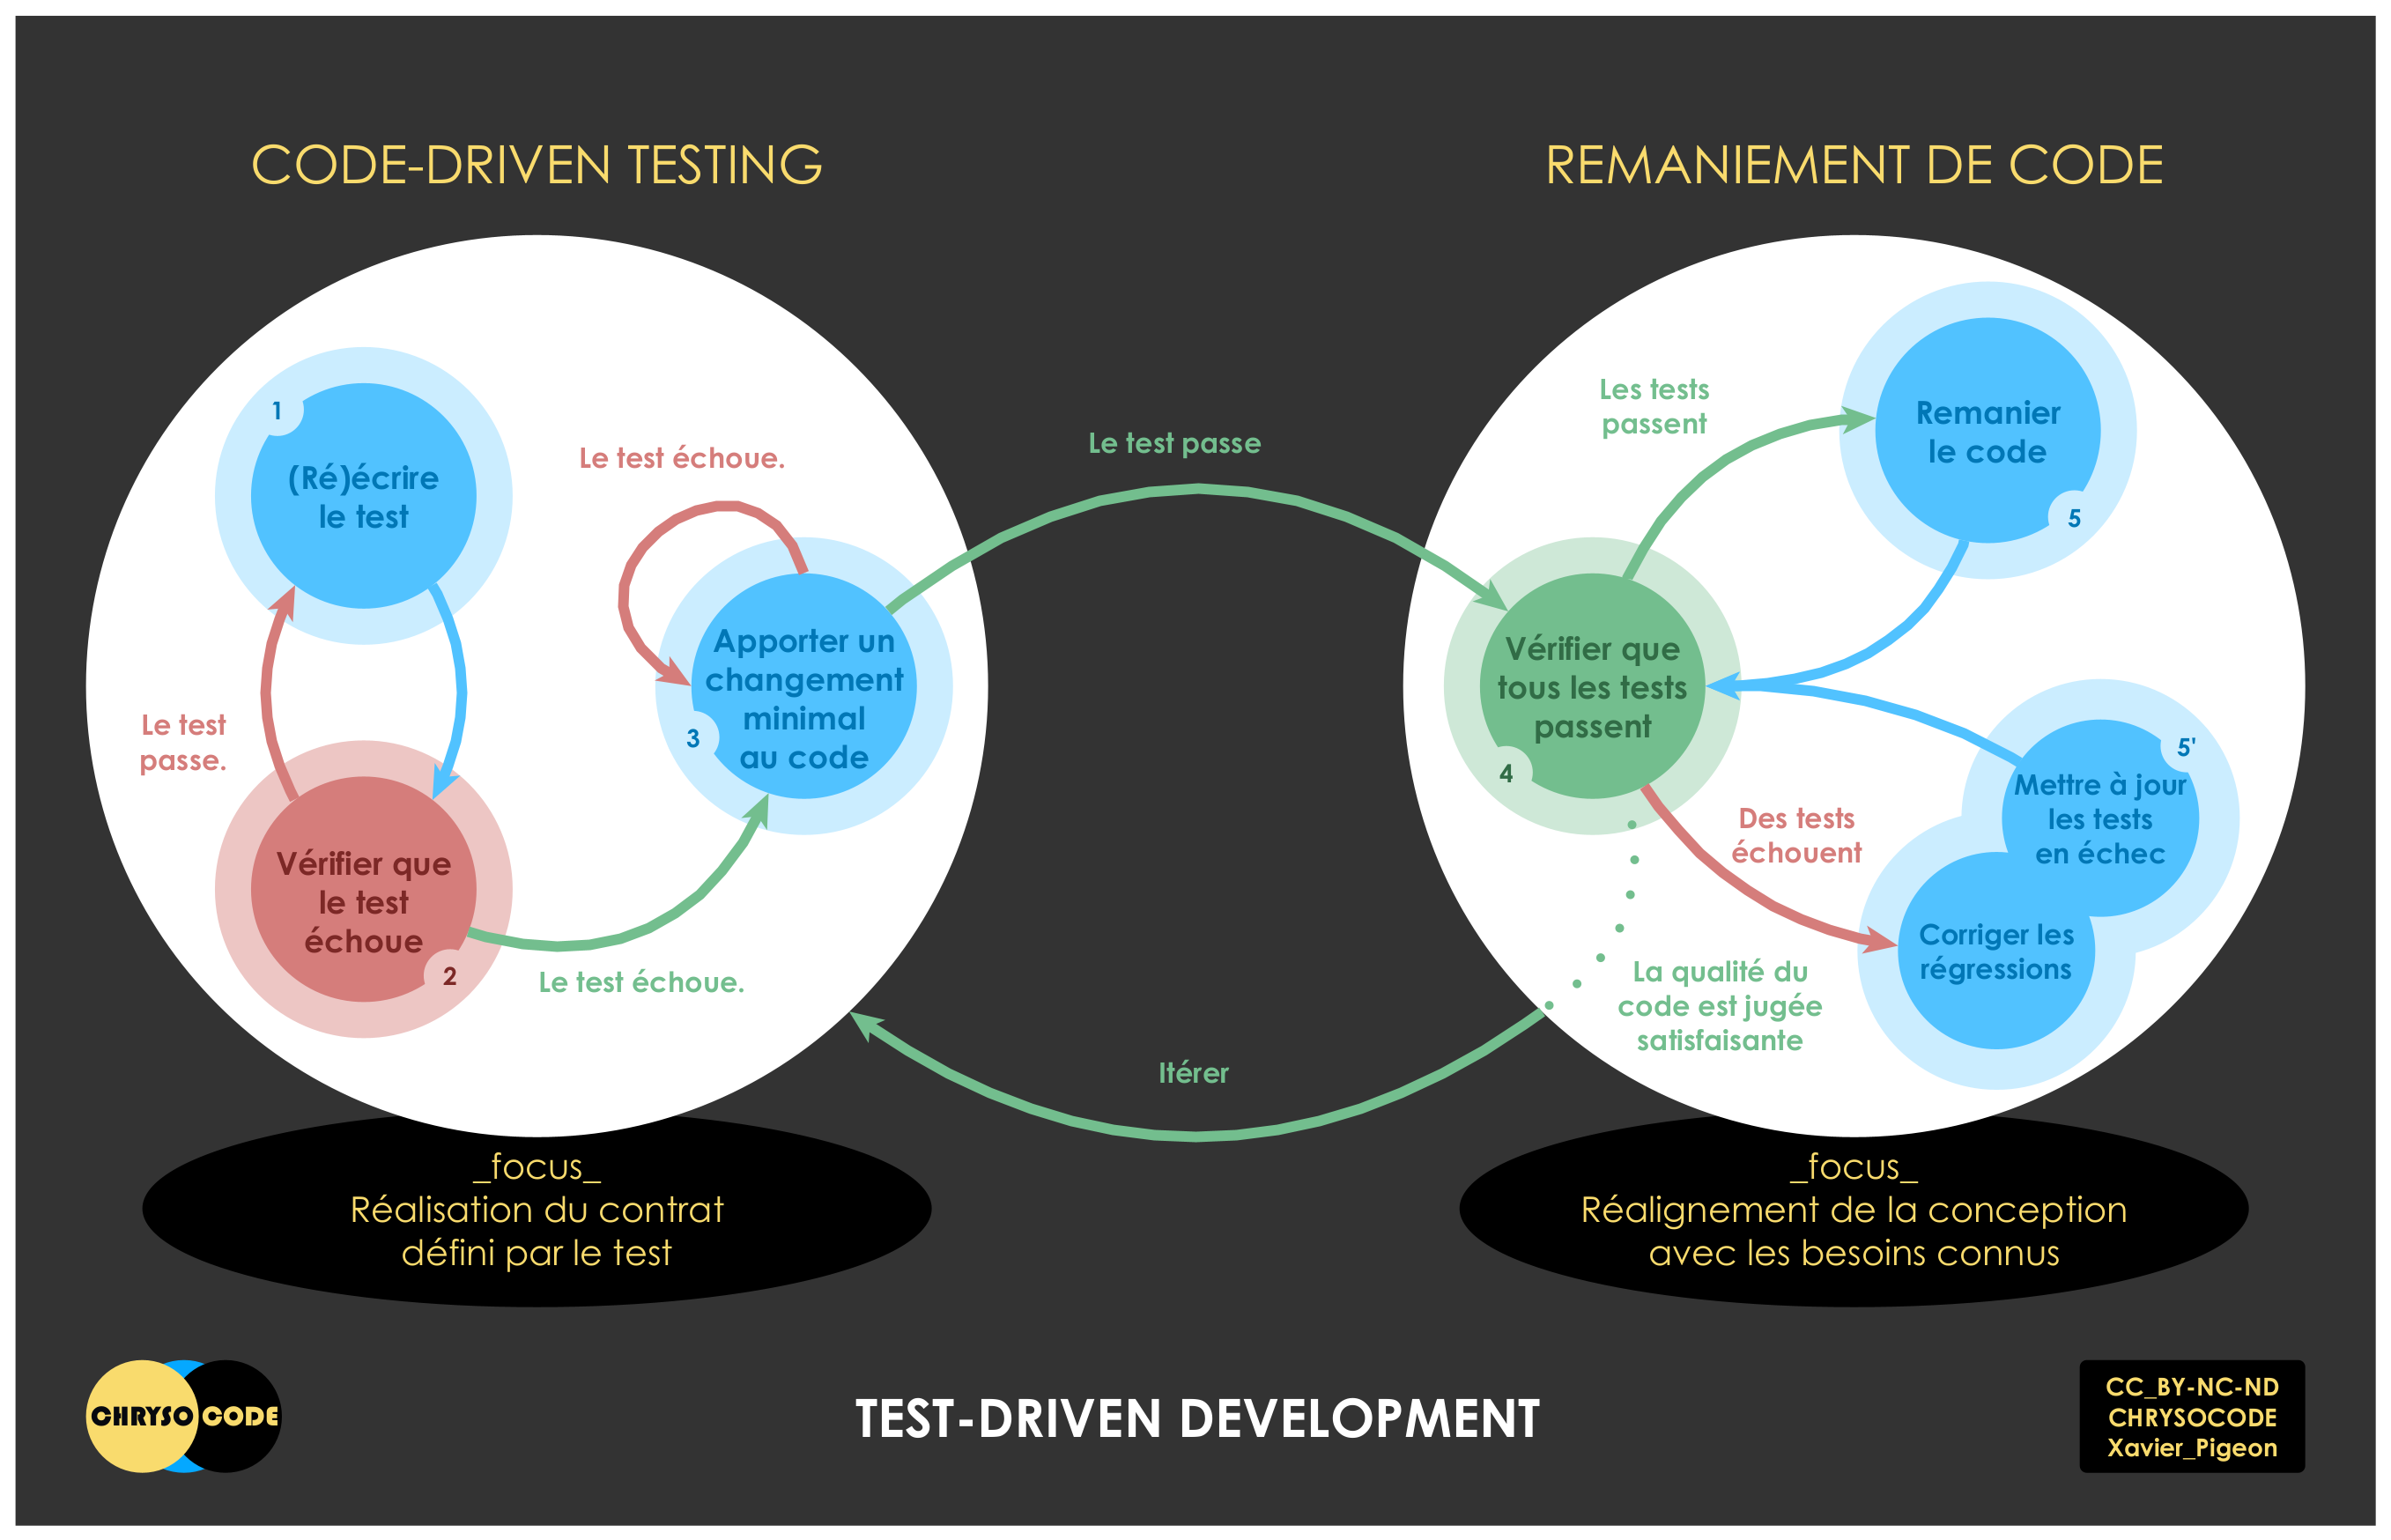 CODE-DRIVEN TESTING
REMANIEMENT DE CODE
1
(Ré)écrire
le test
Le test échoue.
Le test
passe.
Apporter un
changement
minimal
au code
3
Vérifier que
le test
échoue
2
Le test échoue.
Le test passe
Itérer
Les tests
passent
Remanier
le code
5
Vérifier que
tous les tests
passent
4
5'
Mettre à jour
les tests
en échec
Des tests
échouent
Corriger les
régressions
La qualité du
code est jugée
satisfaisante
_focus_
Réalisation du contrat
défini par le test
_focus_
Réalignement de la conception
avec les besoins connus
CHRYSOCODE
TEST-DRIVEN DEVELOPMENT
CC_BY-NC-ND
CHRYSOCODE
Xavier_Pigeon